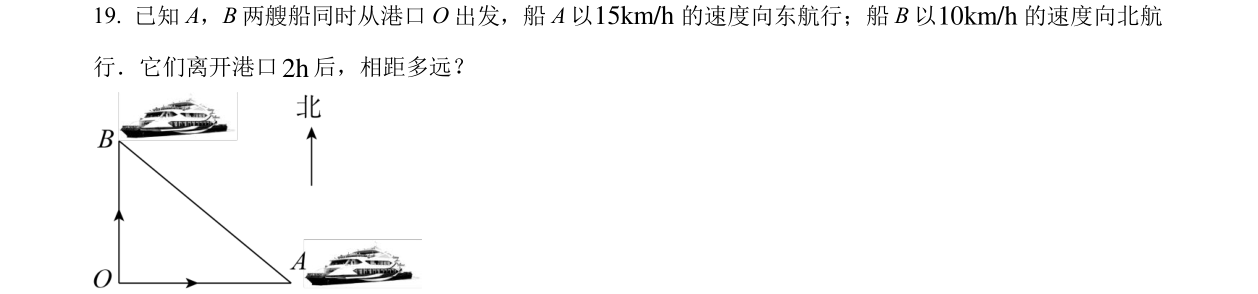 19. 已知 A，B 两艘船同时从港口 O 出发，船 A 以15km/h 的速度向东航行；船 B 以10km/h 的速度向北航
行．它们离开港口2h后，相距多远？
北
B
A
O